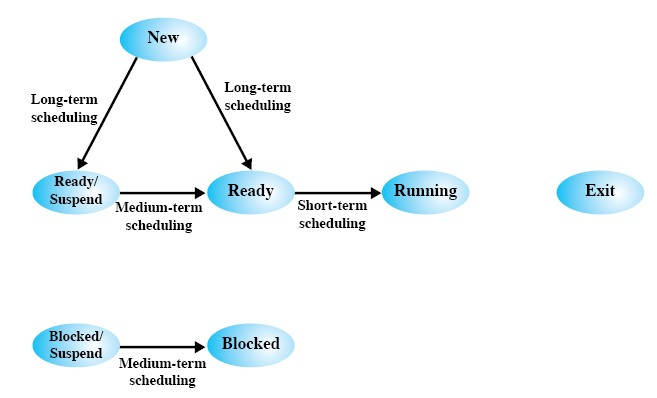 New
Long-term
scheduling
Long-term
scheduling
Ready/
Suspend
Medium-term
scheduling
Ready
Short-term
scheduling
Running
Exit
Blocked/
Suspend
Medium-term
scheduling
Blocked